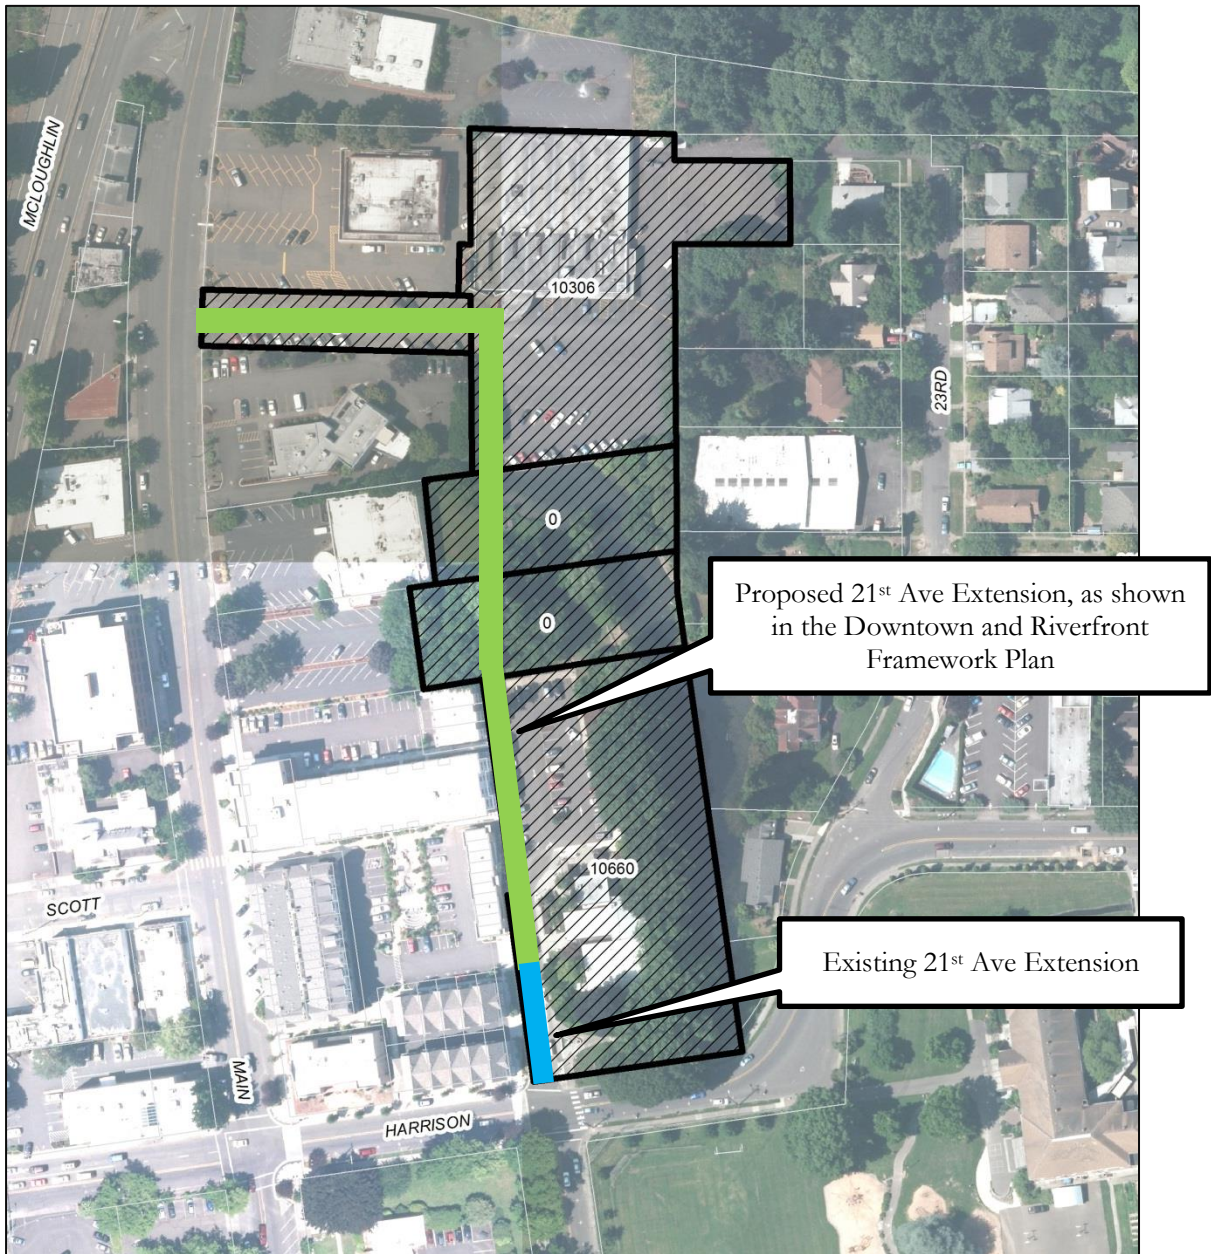 MCLOUGHLIN
10306
23RD
0
0
Proposed 21st Ave Extension, as shown
in the Downtown and Riverfront
Framework Plan
10660
SCOTT
Existing 21st Ave Extension
MAIN
HARRISON